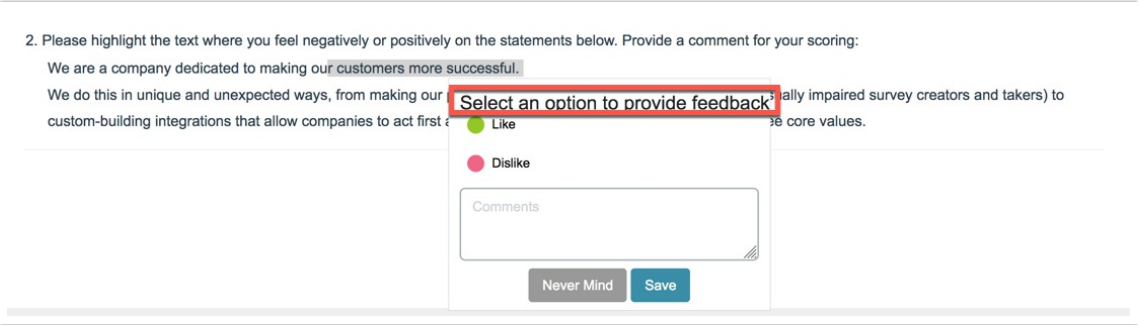 2. Please highlight the text where you feel negatively or positively on the statements below. Provide a comment for your scoring:
We are a company dedicated to making our customers more successful.
We do this in unique and unexpected ways, from making our
Select an option to provide feedback
ally impaired survey creators and takers) to
custom-building integrations that allow companies to act first
Like
core values.
Dislike
Comments
Never Mind
Save